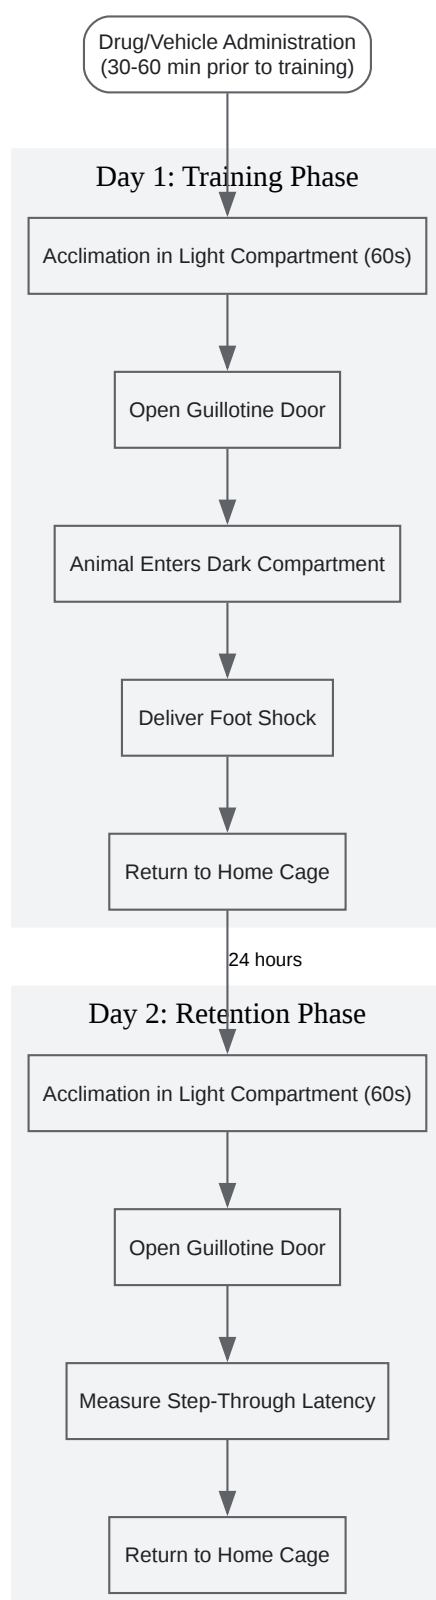 Drug/Vehicle Administration
(30-60 min prior to training)
Day 1: Training Phase
Acclimation in Light Compartment (60s)
Open Guillotine Door
Animal Enters Dark Compartment
Deliver Foot Shock
Return to Home Cage
24 hours
Day 2: Retention Phase
Acclimation in Light Compartment (60s)
Open Guillotine Door
Measure Step-Through Latency
Return to Home Cage